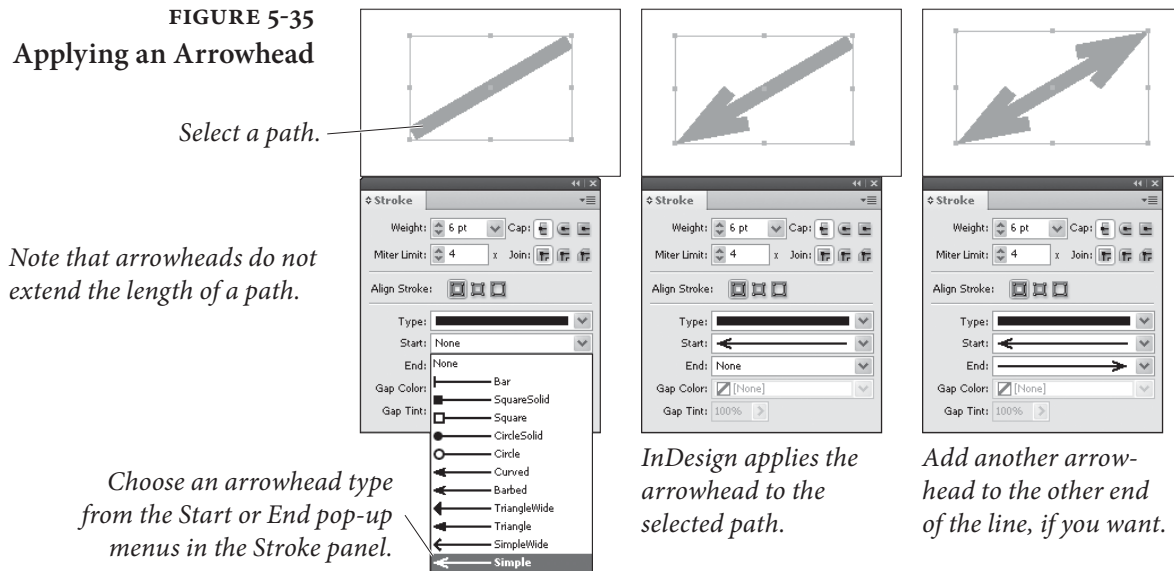 FIGURE 5-35
Applying an Arrowhead
Select a path.
Note that arrowheads do not
extend the length of a path.
Choose an arrowhead type
from the Start or End pop-up
menus in the Stroke panel.
Stroke
Weight: 6 pt Cap:
Miter Limit: 4 x Join:
Align Stroke:
Type:
Start: None
End: None
Gap Color: Bar
SquareSolid
Gap Tint: Square
CircleSolid
Circle
Curved
Barbed
TriangleWide
Triangle
SimpleWide
Simple
Stroke
Weight: 6 pt Cap:
Miter Limit: 4 x Join:
Align Stroke:
Type:
Start:
End: None
Gap Color: [None]
Gap Tint: 100%
InDesign applies the
arrowhead to the
selected path.
Stroke
Weight: 6 pt Cap:
Miter Limit: 4 x Join:
Align Stroke:
Type:
Start:
End:
Gap Color: [None]
Gap Tint: 100%
Add another arrow-
head to the other end
of the line, if you want.